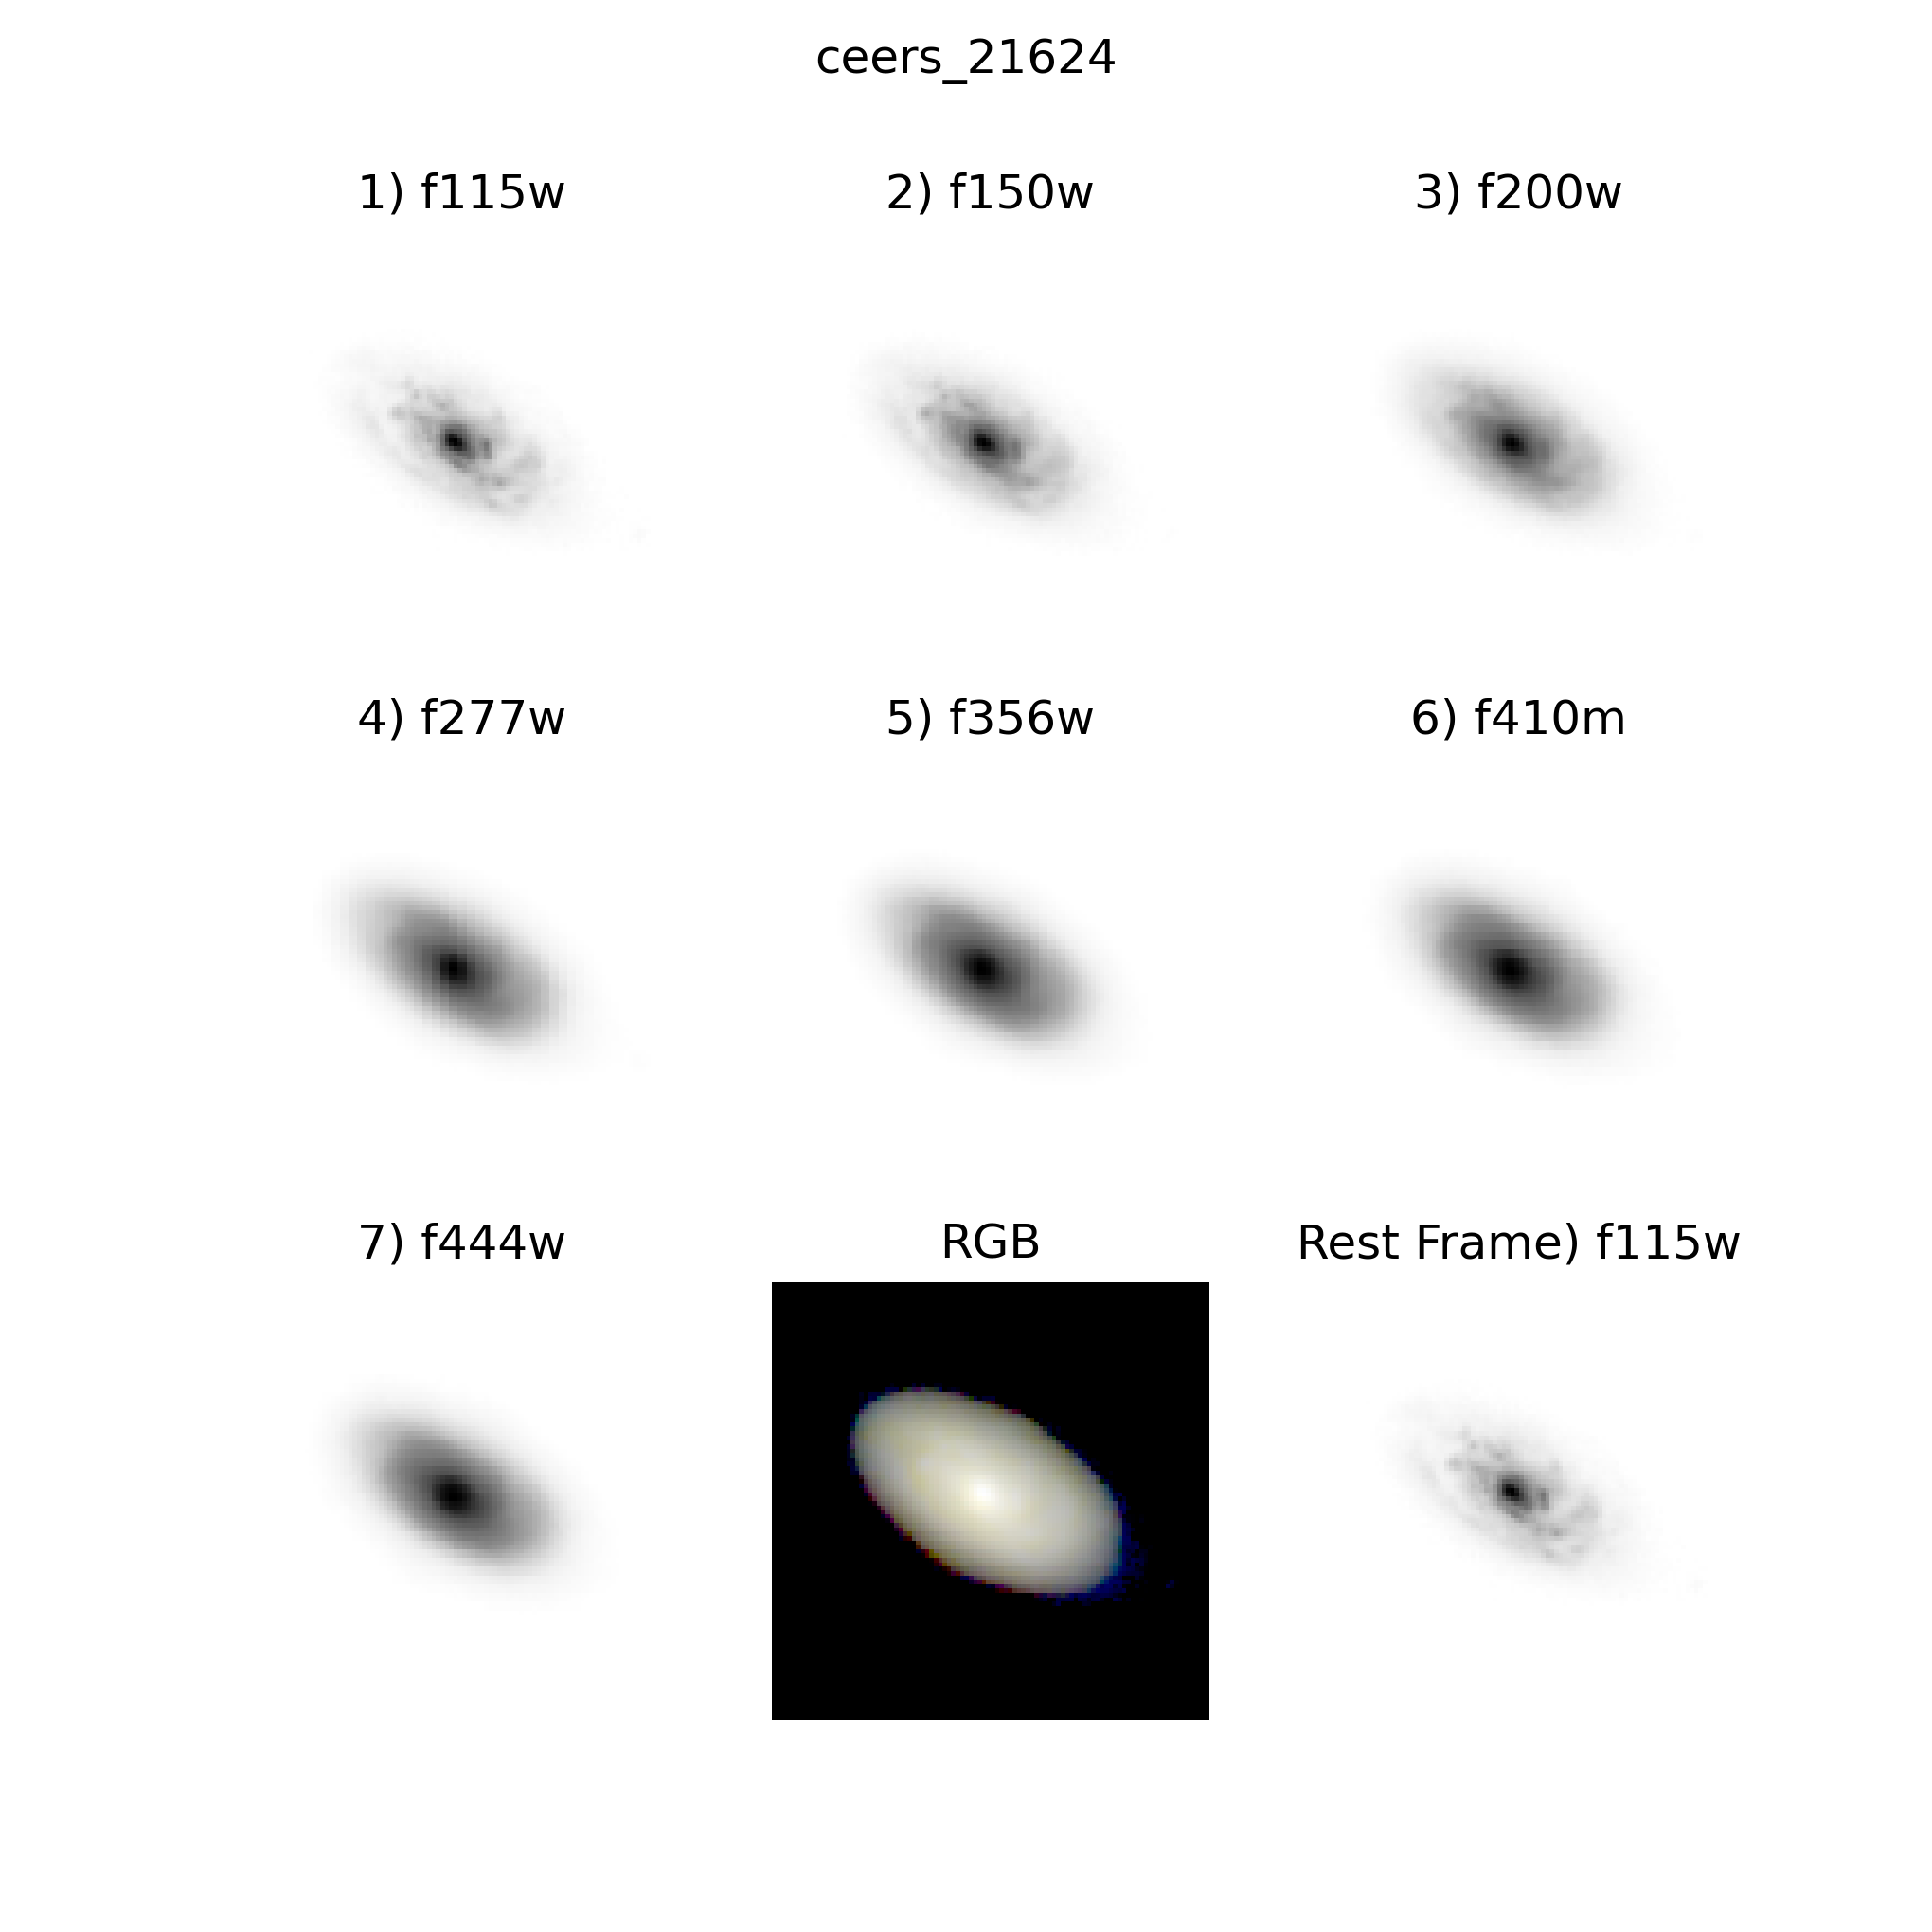 ceers_21624
1) f115w
2) f150w
3) f200w
4) f277w
5) f356w
6) f410m
7) f444w
RGB
Rest Frame) f115w